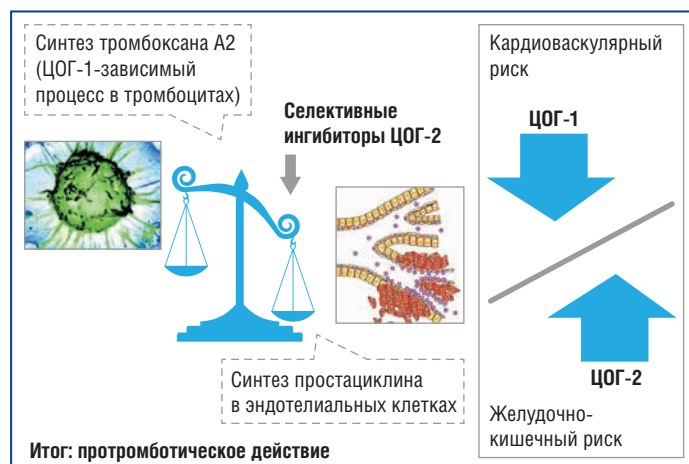 Синтез тромбоксана А2
(ЦОГ-1-зависимый
процесс в тромбоцитах)
Селективные
ингибиторы ЦОГ-2
Синтез простациклина
в эндотелиальных клетках
Итог: протромботическое действие
Кардиоваскулярный
риск
ЦОГ-1
ЦОГ-2
Желудочно-
кишечный риск